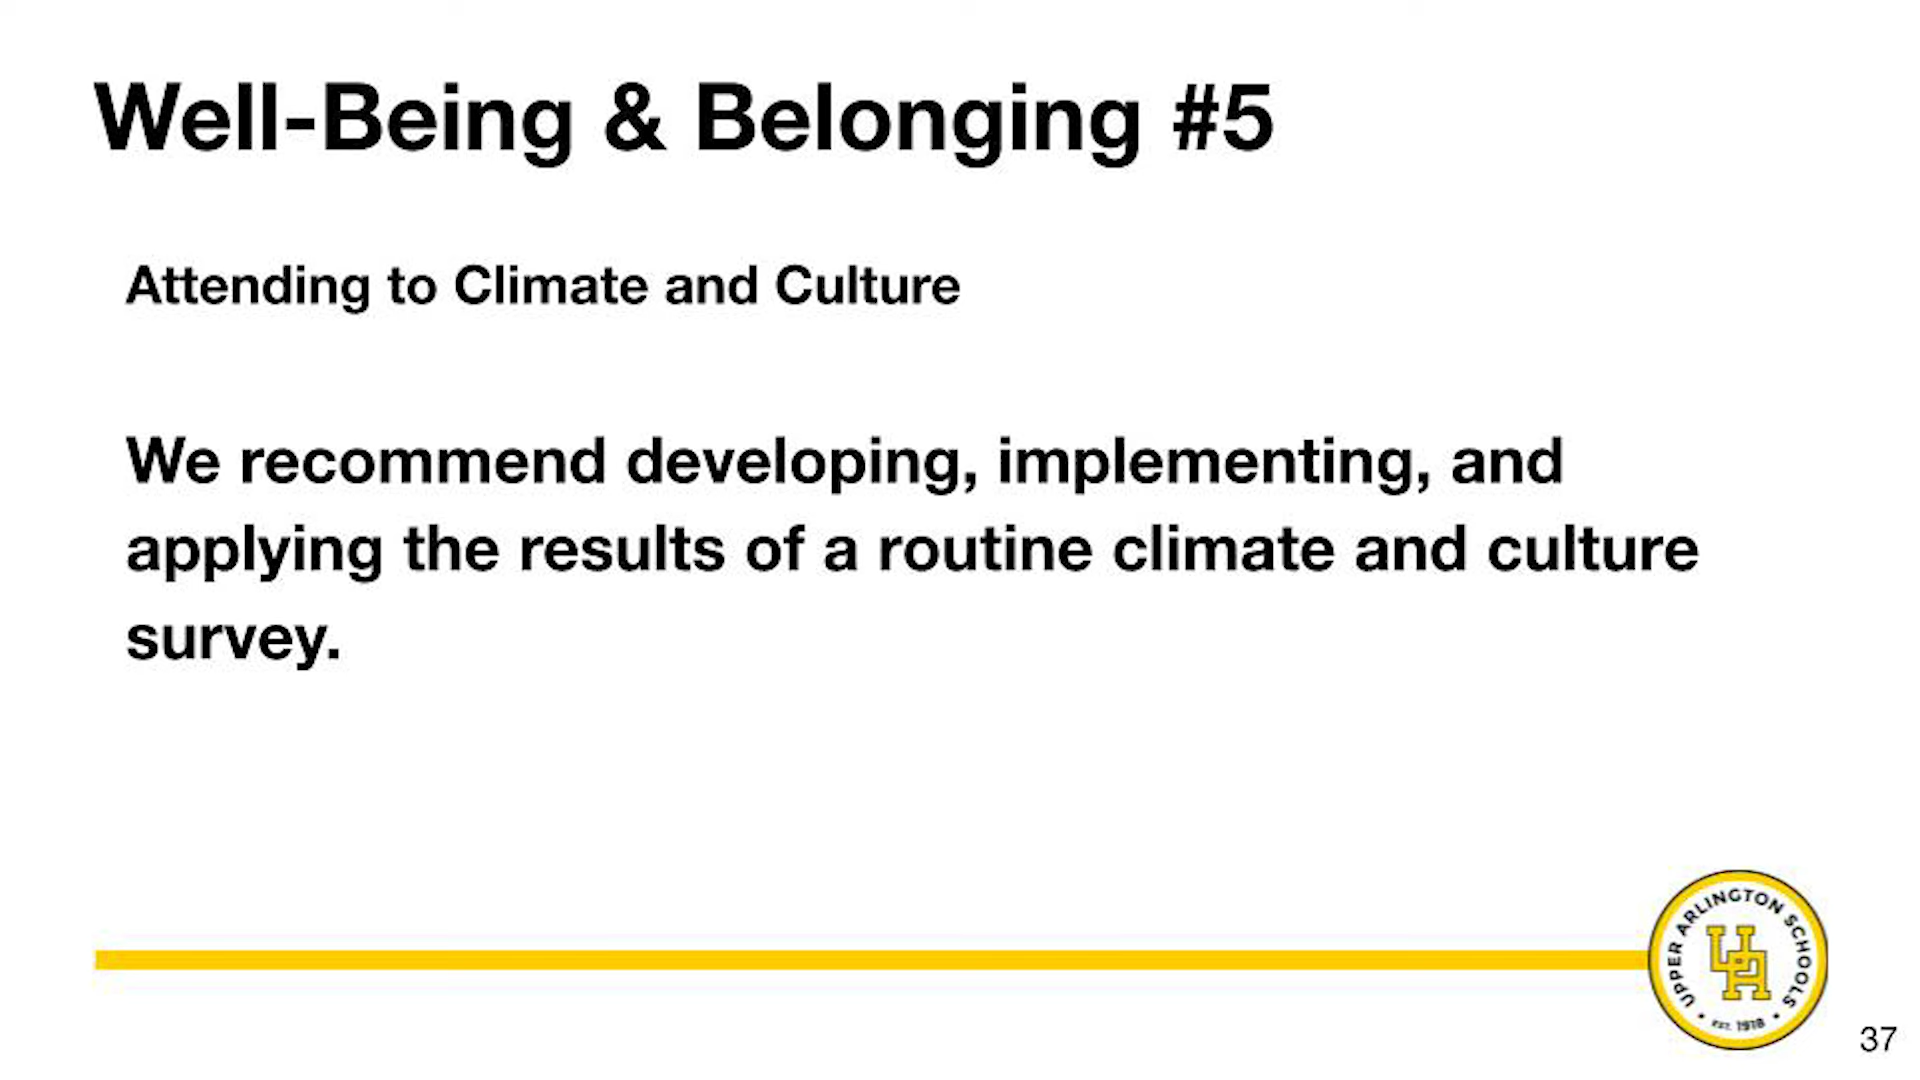 Well-Being & Belonging #5
Attending to Climate and Culture
We recommend developing, implementing, and
applying the results of a routine climate and culture
survey.
UPPER ARLINGTON SCHOOLS
UA
• EST. 1918 •
37